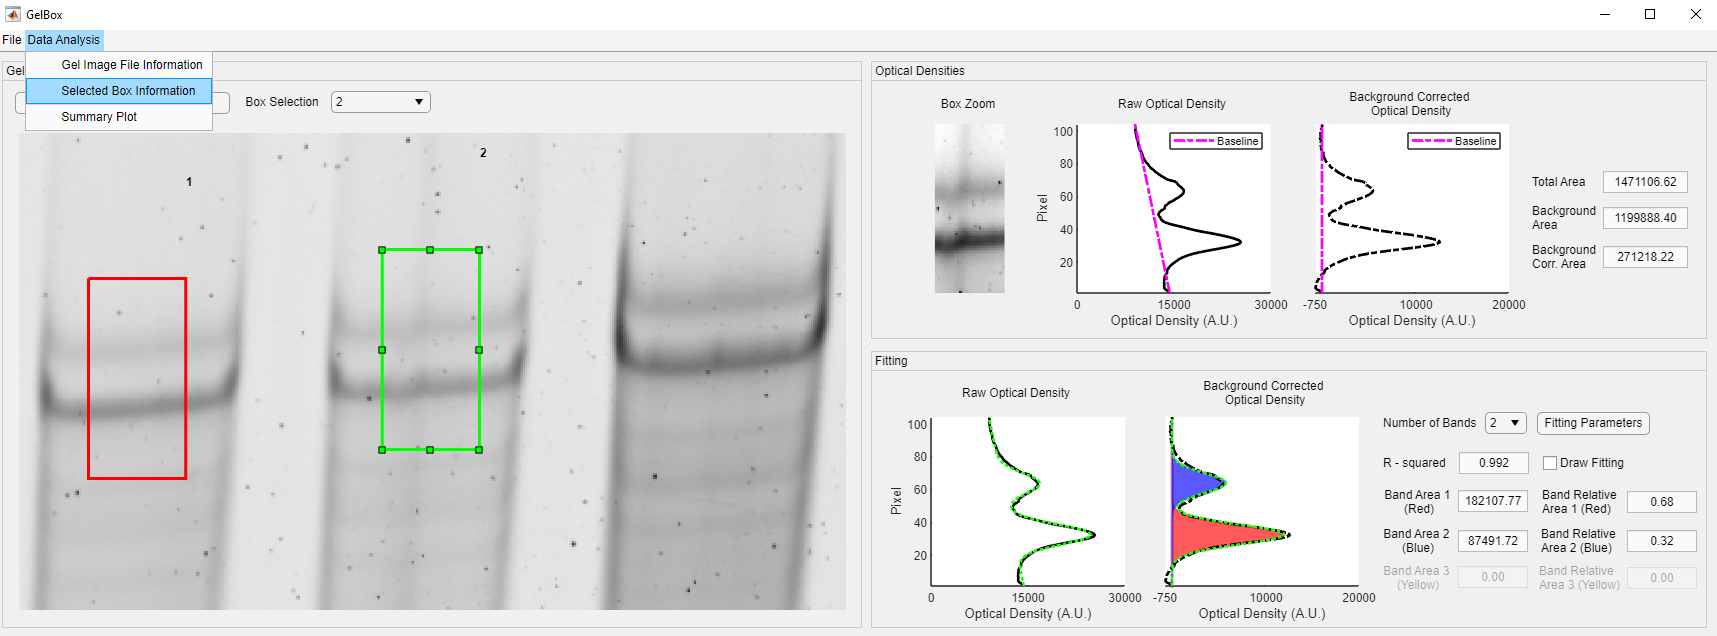 GelBox
File Data Analysis
Gel Image File Information
Selected Box Information
Summary Plot
Gel
Box Selection 2
1
2
Optical Densities
Box Zoom
Raw Optical Density
Background Corrected
Optical Density
Baseline
Baseline
100
80
60
40
20
Pixel
0 15000 30000
Optical Density (A.U.)
-750 10000 20000
Optical Density (A.U.)
Total Area 1471106.62
Background
Area 1199888.40
Background
Corr. Area 271218.22
Fitting
Raw Optical Density
Background Corrected
Optical Density
100
80
60
40
20
Pixel
0 15000 30000
Optical Density (A.U.)
-750 10000 20000
Optical Density (A.U.)
Number of Bands 2 Fitting Parameters
R - squared 0.992 Draw Fitting
Band Area 1
(Red) 182107.77
Band Relative
Area 1 (Red) 0.68
Band Area 2
(Blue) 87491.72
Band Relative
Area 2 (Blue) 0.32
Band Area 3
(Yellow) 0.00
Band Relative
Area 3 (Yellow) 0.00